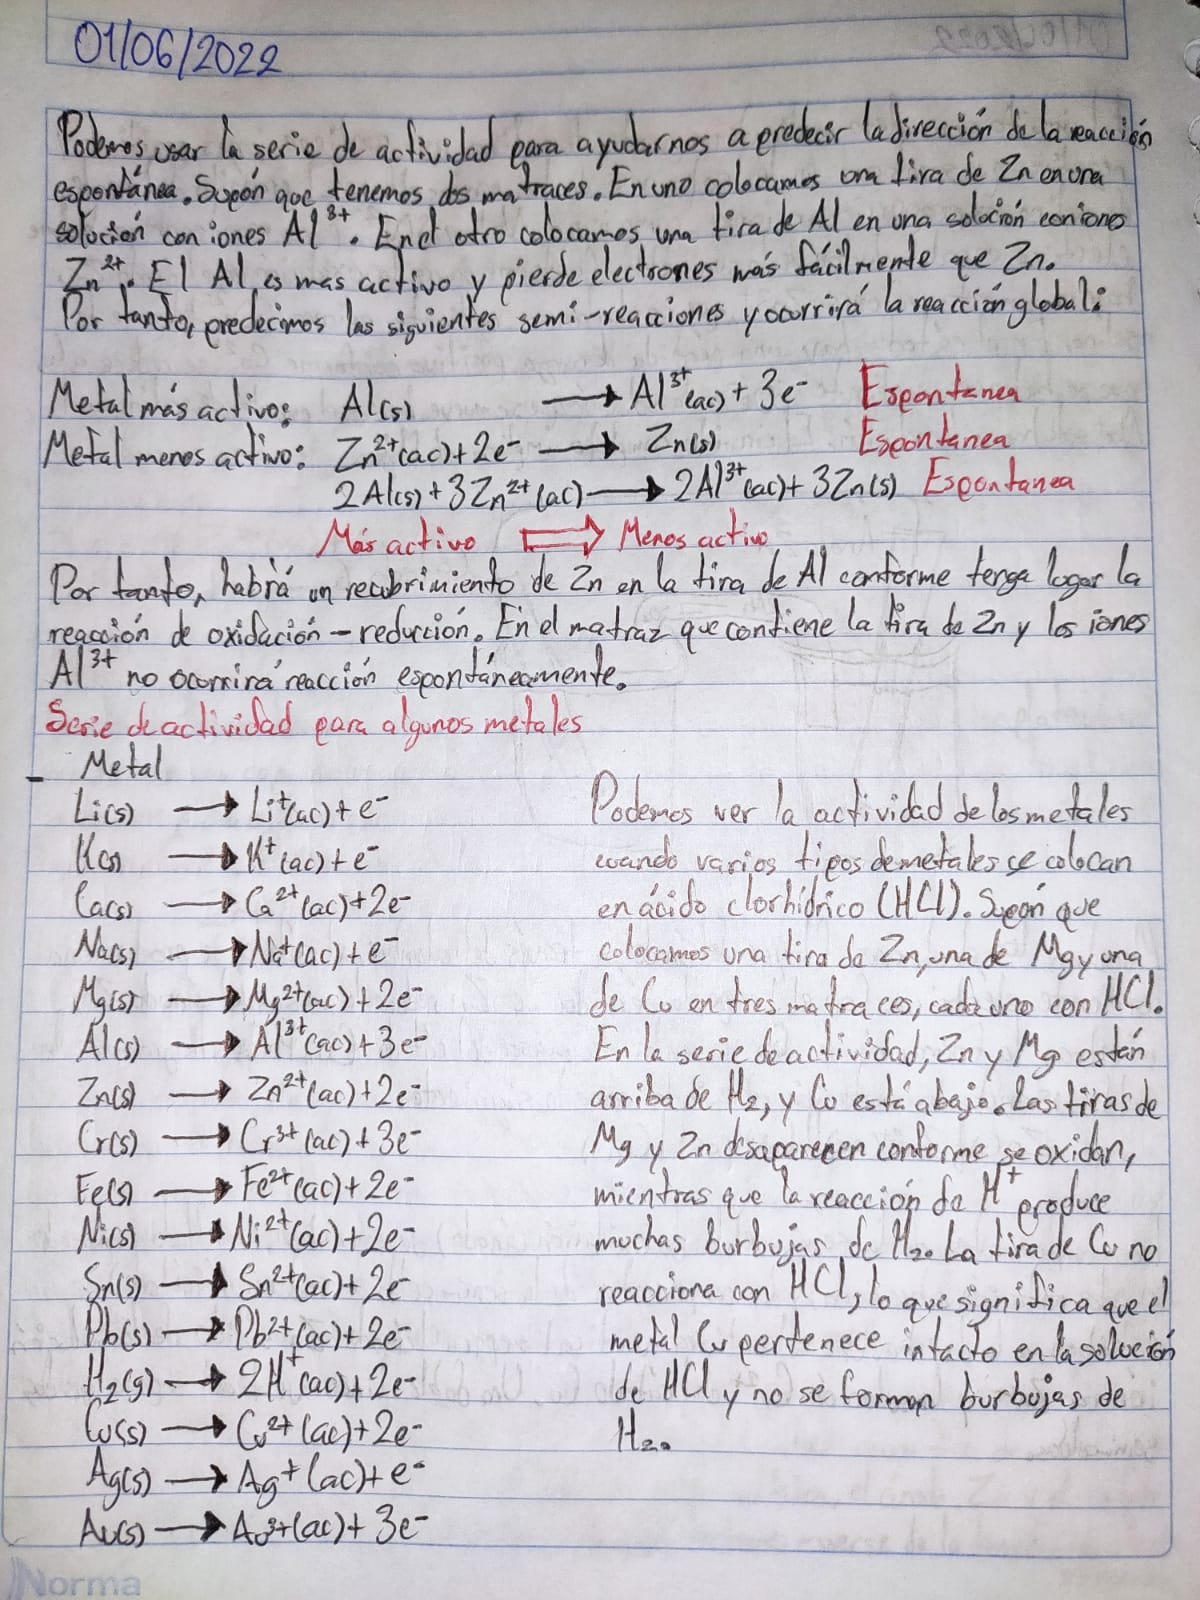 01/06/2022
Podemos usar la serie de actividad para ayudarnos a predecir la dirección de la reacción
espontánea. Supón que tenemos dos matraces. En uno colocamos una tira de Zn en una
solución con iones Al³⁺. En el otro colocamos una tira de Al en una solución con iones
Zn²⁺. El Al es mas activo y pierde electrones más fácilmente que Zn.
Por tanto, predecimos las siguientes semi-reacciones y ocurrirá la reacción global:
Metal más activo: Al(s) → Al³⁺(ac) + 3e⁻ Espontanea
Metal menos activo: Zn²⁺(ac) + 2e⁻ → Zn(s) Espontanea
2Al(s) + 3Zn²⁺(ac) → 2Al³⁺(ac) + 3Zn(s) Espontanea
Más activo ⇒ Menos activo
Por tanto, habrá un recubrimiento de Zn en la tira de Al conforme tenga lugar la
reacción de oxidación-reducción. En el matraz que contiene la tira de Zn y los iones
Al³⁺ no ocurrirá reacción espontáneamente.
Serie de actividad para algunos metales
- Metal
Li(s) → Li⁺(ac) + e⁻
K(s) → K⁺(ac) + e⁻
Ca(s) → Ca²⁺(ac) + 2e⁻
Na(s) → Na⁺(ac) + e⁻
Mg(s) → Mg²⁺(ac) + 2e⁻
Al(s) → Al³⁺(ac) + 3e⁻
Zn(s) → Zn²⁺(ac) + 2e⁻
Cr(s) → Cr³⁺(ac) + 3e⁻
Fe(s) → Fe²⁺(ac) + 2e⁻
Ni(s) → Ni²⁺(ac) + 2e⁻
Sn(s) → Sn²⁺(ac) + 2e⁻
Pb(s) → Pb²⁺(ac) + 2e⁻
H₂(g) → 2H⁺(ac) + 2e⁻
Cu(s) → Cu²⁺(ac) + 2e⁻
Ag(s) → Ag⁺(ac) + e⁻
Au(s) → Au³⁺(ac) + 3e⁻
Podemos ver la actividad de los metales
cuando varios tipos de metales se colocan
en ácido clorhídrico (HCl). Supón que
colocamos una tira de Zn, una de Mg y una
de Cu en tres matraces, cada uno con HCl.
En la serie de actividad, Zn y Mg están
arriba de H₂, y Cu está abajo. Las tiras de
Mg y Zn desaparecen conforme se oxidan,
mientras que la reacción de H⁺ produce
muchas burbujas de H₂. La tira de Cu no
reacciona con HCl, lo que significa que el
metal Cu pertenece intacto en la solución
de HCl y no se forman burbujas de
H₂.
Norma